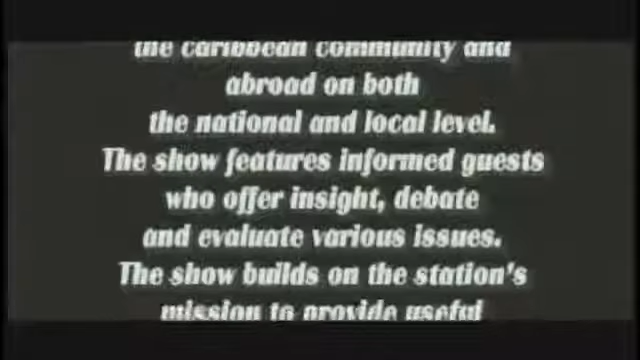 the caribbean community and
abroad on both
the national and local level.
The show features informed guests
who offer insight, debate
and evaluate various issues.
The show builds on the station's
mission to provide useful